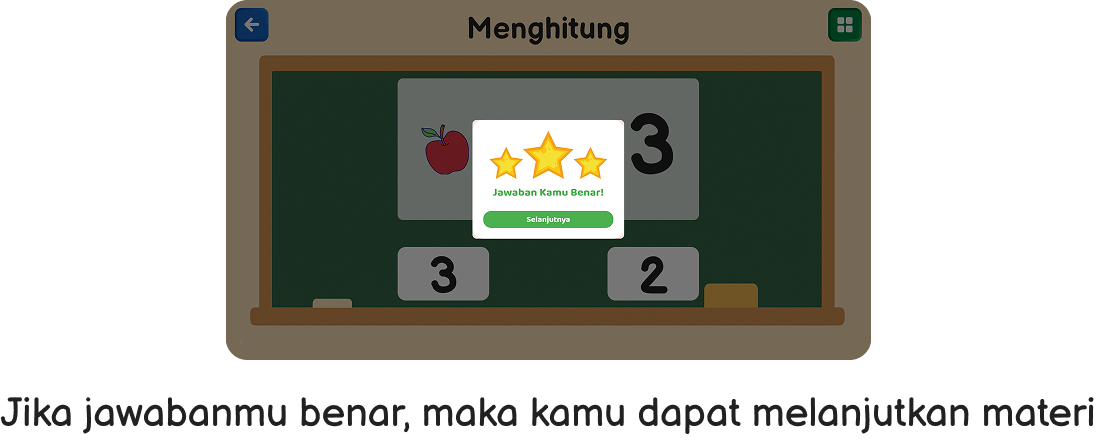 Menghitung
3
Jawaban Kamu Benar!
Selanjutnya
3 2
Jika jawabanmu benar, maka kamu dapat melanjutkan materi